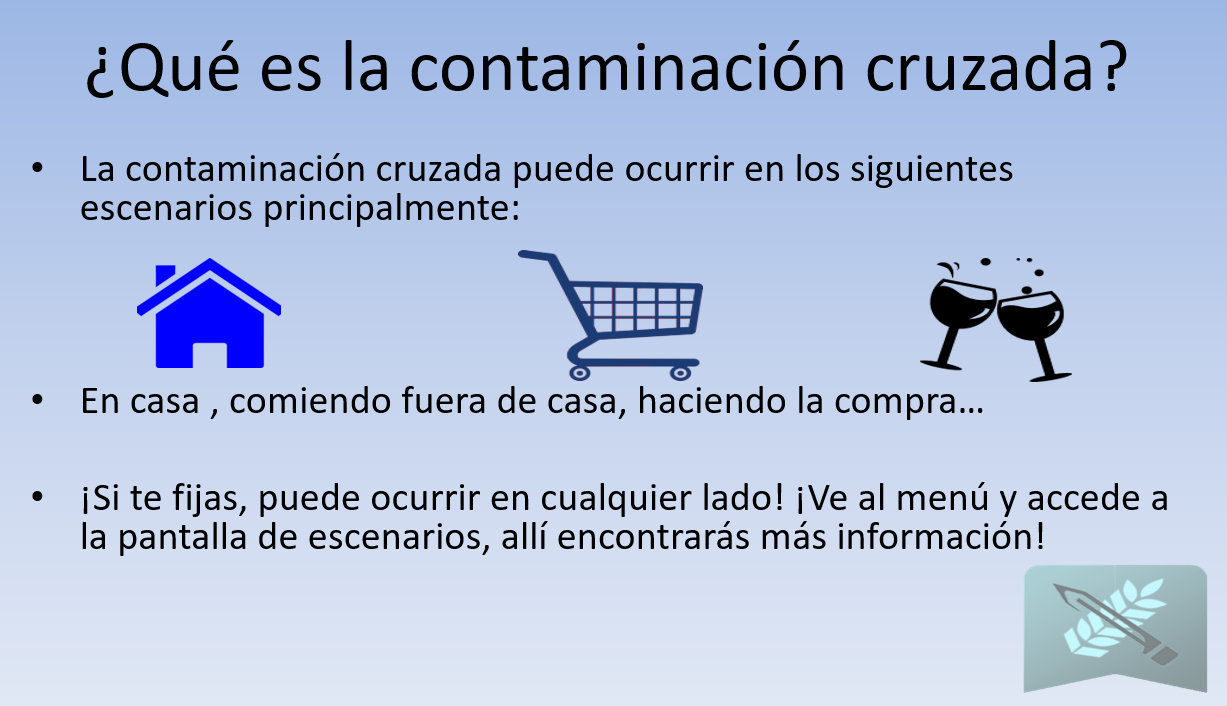 ¿Qué es la contaminación cruzada?
• La contaminación cruzada puede ocurrir en los siguientes
escenarios principalmente:
• En casa , comiendo fuera de casa, haciendo la compra…
• ¡Si te fijas, puede ocurrir en cualquier lado! ¡Ve al menú y accede a
la pantalla de escenarios, allí encontrarás más información!